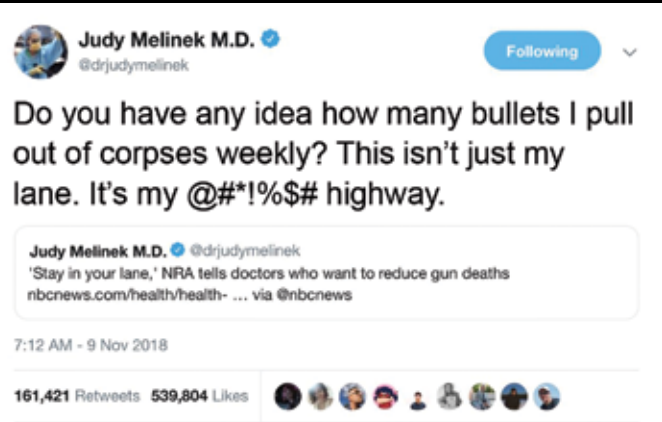 Judy Melinek M.D.
@drjudymelinek
Following
Do you have any idea how many bullets I pull
out of corpses weekly? This isn't just my
lane. It's my @#*!%$# highway.
Judy Melinek M.D. @drjudymelinek
'Stay in your lane,' NRA tells doctors who want to reduce gun deaths
nbcnews.com/health/health- ... via @nbcnews
7:12 AM - 9 Nov 2018
161,421 Retweets 539,804 Likes